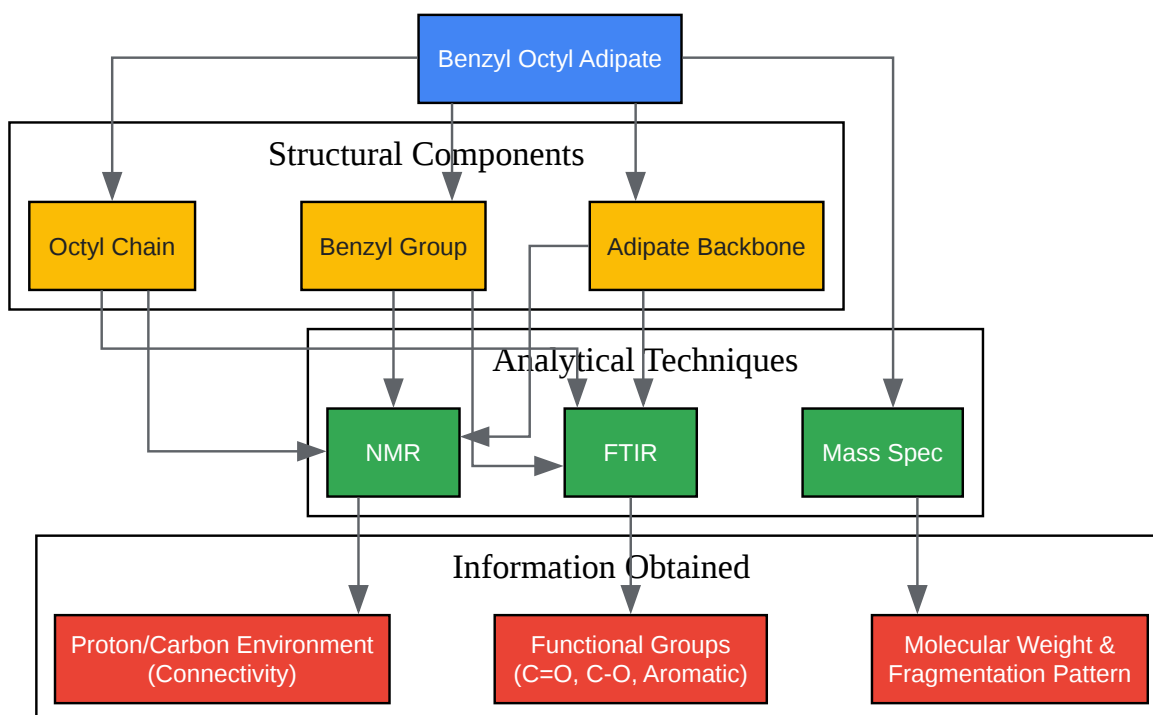 Benzyl Octyl Adipate
Structural Components
Octyl Chain
Benzyl Group
Adipate Backbone
Analytical Techniques
NMR
FTIR
Mass Spec
Information Obtained
Proton/Carbon Environment
(Connectivity)
Functional Groups
(C=O, C-O, Aromatic)
Molecular Weight &
Fragmentation Pattern